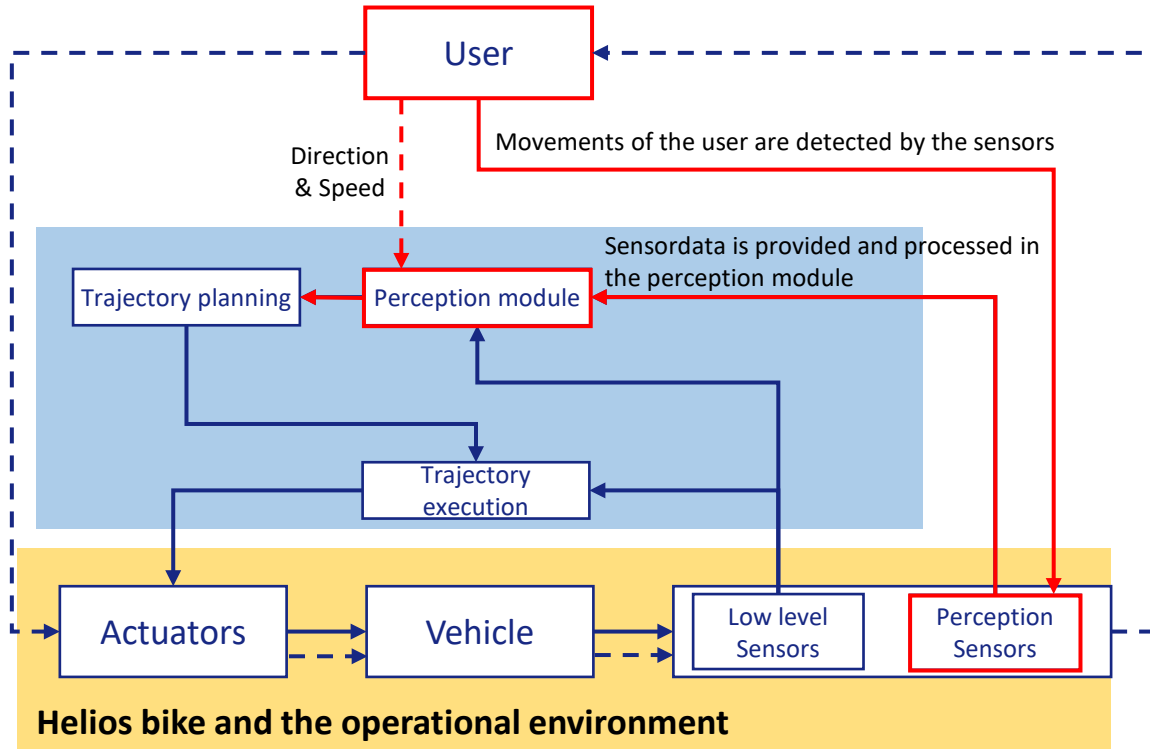 User
Movements of the user are detected by the sensors
Direction
& Speed
Sensordata is provided and processed in
the perception module
Trajectory planning
Perception module
Trajectory
execution
Actuators
Vehicle
Low level
Sensors
Perception
Sensors
Helios bike and the operational environment